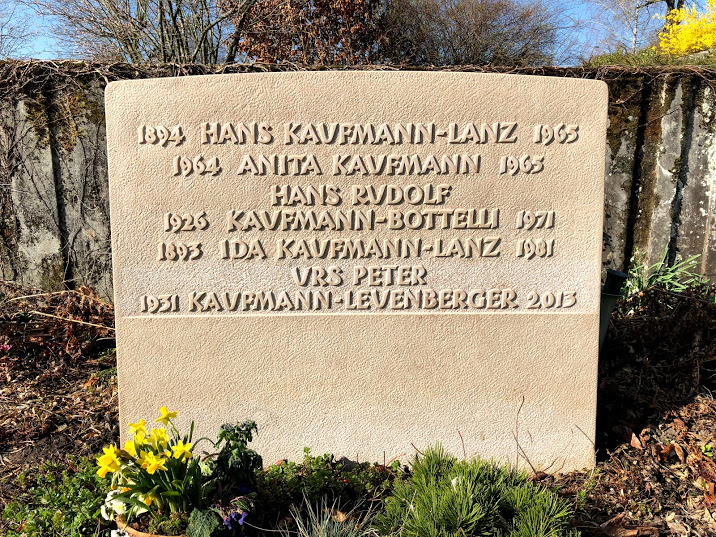 1894 HANS KAVFMANN-LANZ 1965
1964 ANITA KAVFMANN 1965
HANS RVDOLF
1926 KAVFMANN-BOTTELLI 1971
1893 IDA KAVFMANN-LANZ 1981
VRS PETER
1931 KAVFMANN-LEVENBERGER 2013